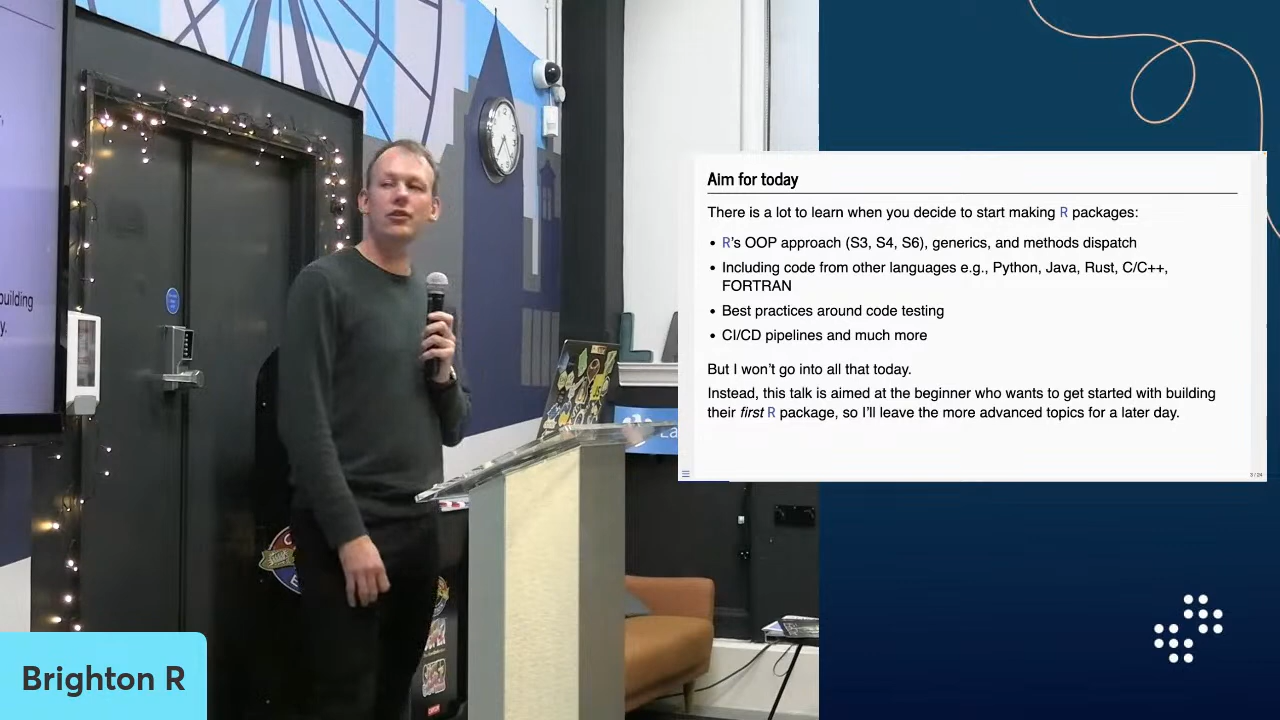 uilding
y.
Aim for today
There is a lot to learn when you decide to start making R packages:
• R's OOP approach (S3, S4, S6), generics, and methods dispatch
• Including code from other languages e.g., Python, Java, Rust, C/C++,
FORTRAN
• Best practices around code testing
• CI/CD pipelines and much more
But I won't go into all that today.
Instead, this talk is aimed at the beginner who wants to get started with building
their first R package, so I'll leave the more advanced topics for a later day.
3 / 24
Brighton R